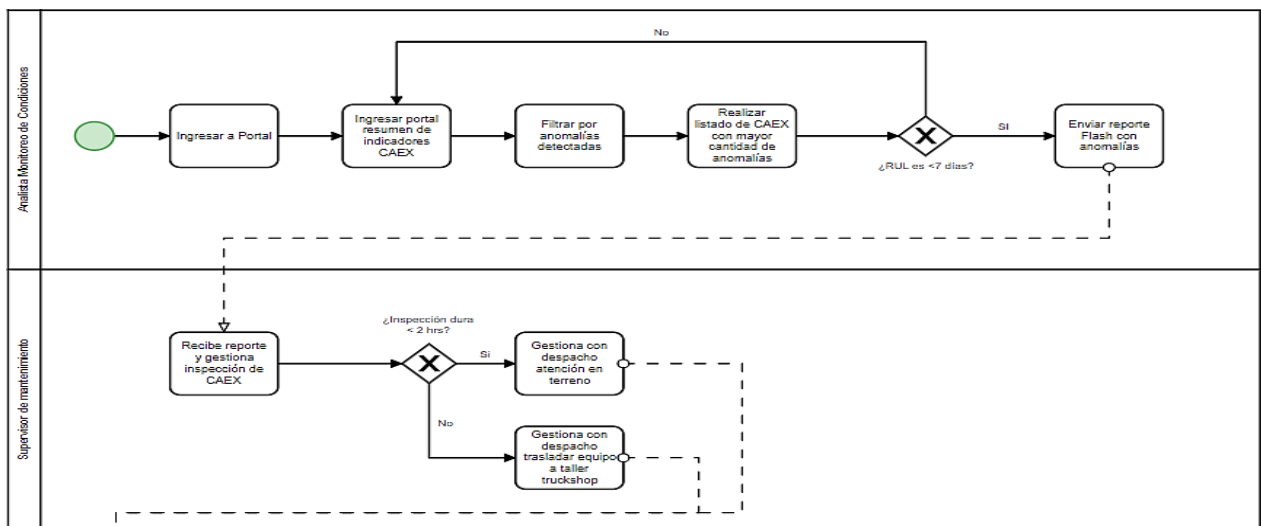 Analista Monitoreo de Condiciones
No
Ingresar a Portal
Ingresar portal
resumen de
indicadores
CAEX
Filtrar por
anomalías
detectadas
Realizar
listado de CAEX
con mayor
cantidad de
anomalías
¿RUL es <7 días?
SI
Enviar reporte
Flash con
anomalías
Supervisor de mantenimiento
Recibe reporte
y gestiona
inspección de
CAEX
¿Inspección dura
< 2 hrs?
Si
No
Gestiona con
despacho
atención en
terreno
Gestiona con
despacho
trasladar equipo
a taller
truckshop